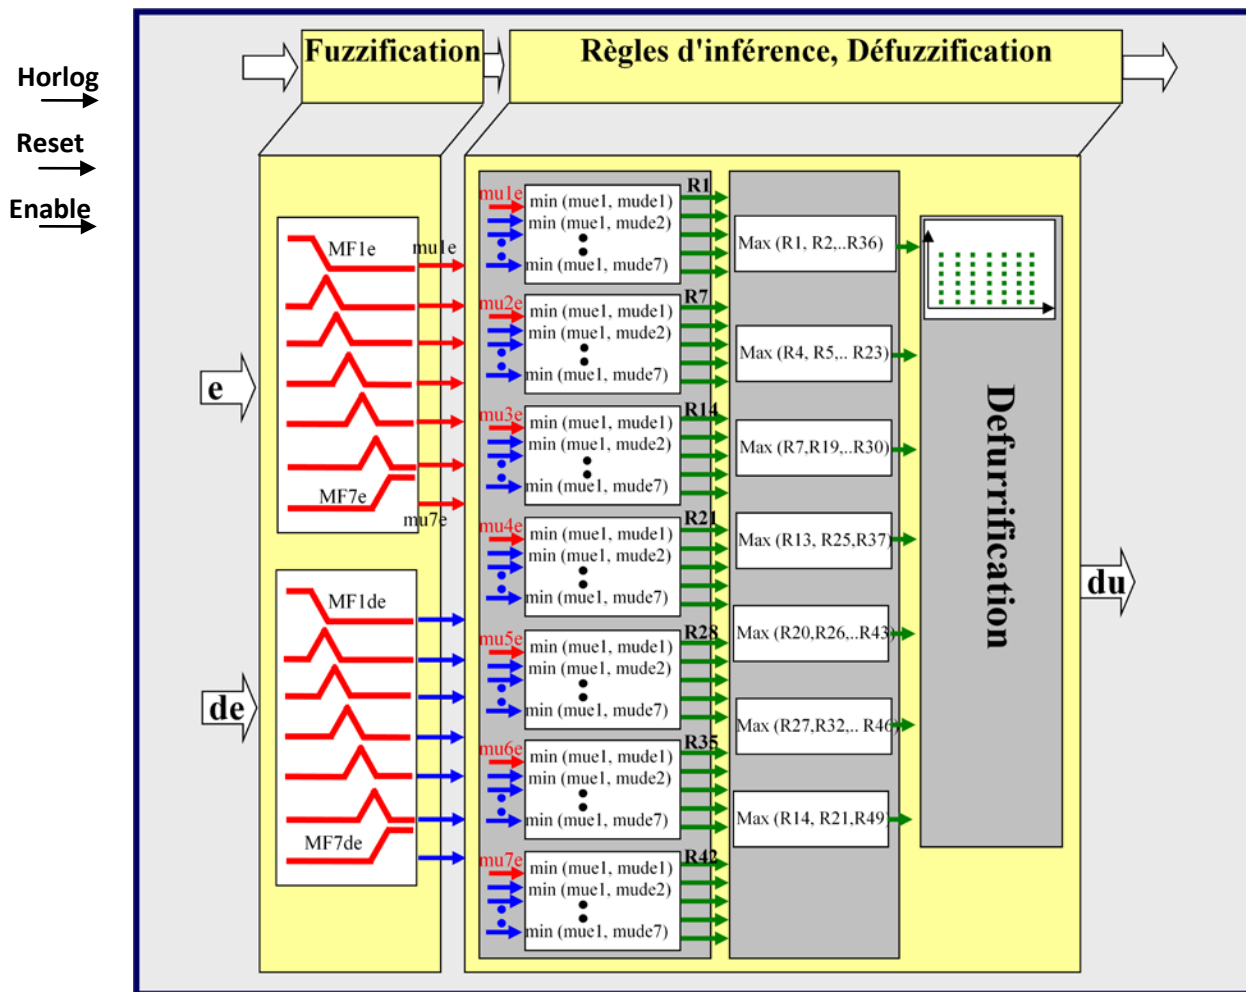 Fuzzification
Règles d'inférence, Défuzzification
Horlog
Reset
Enable
e
de
MF1e
mu1e
MF7e
mu7e
MF1de
MF7de
mu1e
min (mue1, mude1)
min (mue1, mude2)
min (mue1, mude7)
R1
mu2e
min (mue1, mude1)
min (mue1, mude2)
min (mue1, mude7)
R7
mu3e
min (mue1, mude1)
min (mue1, mude2)
min (mue1, mude7)
R14
mu4e
min (mue1, mude1)
min (mue1, mude2)
min (mue1, mude7)
R21
mu5e
min (mue1, mude1)
min (mue1, mude2)
min (mue1, mude7)
R28
mu6e
min (mue1, mude1)
min (mue1, mude2)
min (mue1, mude7)
R35
mu7e
min (mue1, mude1)
min (mue1, mude2)
min (mue1, mude7)
R42
Max (R1, R2,..R36)
Max (R4, R5,.. R23)
Max (R7,R19,..R30)
Max (R13, R25,R37)
Max (R20,R26,..R43)
Max (R27,R32,.. R46)
Max (R14, R21,R49)
Defurrification
du